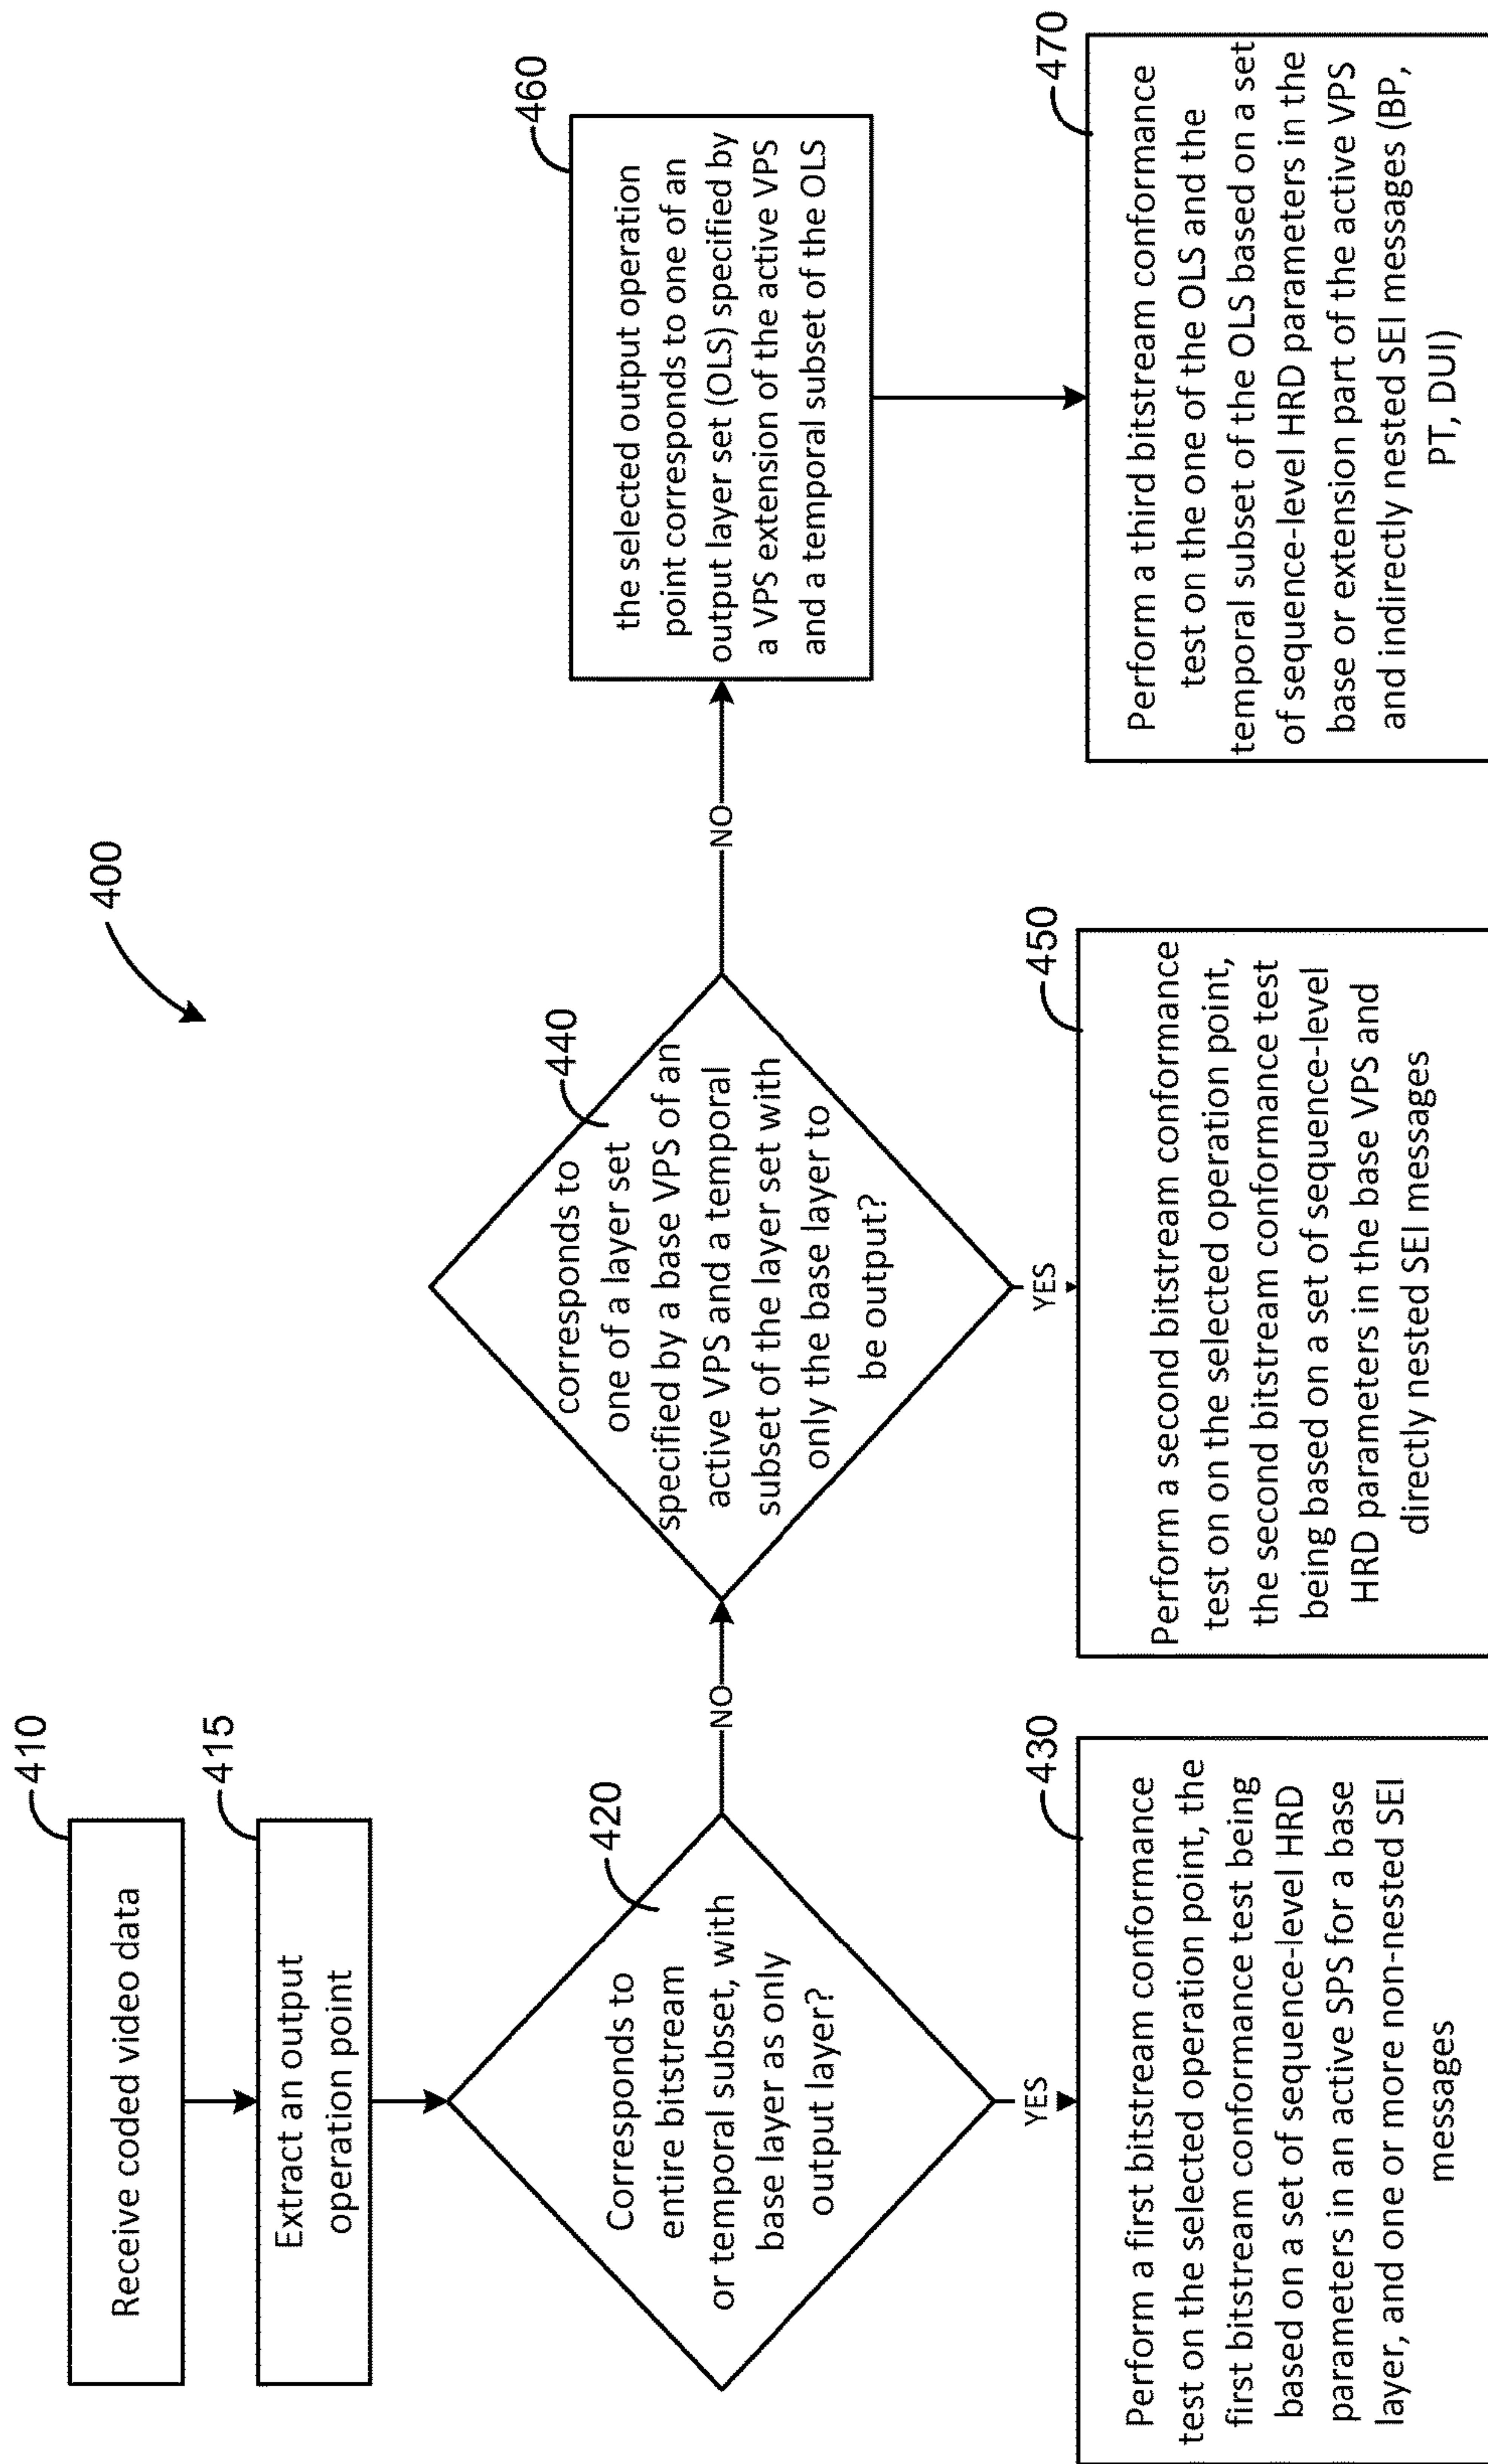 400
410
Receive coded video data
415
Extract an output
operation point
420
Corresponds to
entire bitstream
or temporal subset, with
base layer as only
output layer?
YES
NO
430
Perform a first bitstream conformance
test on the selected operation point, the
first bitstream conformance test being
based on a set of sequence-level HRD
parameters in an active SPS for a base
layer, and one or more non-nested SEI
messages
440
corresponds to
one of a layer set
specified by a base VPS of an
active VPS and a temporal
subset of the layer set with
only the base layer to
be output?
YES
NO
450
Perform a second bitstream conformance
test on on the selected operation point,
the second bitstream conformance test
being based on a set of sequence-level
HRD parameters in the base VPS and
directly nested SEI messages
460
the selected output operation
point corresponds to one of an
output layer set (OLS) specified by
a VPS extension of the active VPS
and a temporal subset of the OLS
470
Perform a third bitstream conformance
test on the one of the OLS and the
temporal subset of the OLS based on a set
of sequence-level HRD parameters in the
base or extension part of the active VPS
and indirectly nested SEI messages (BP,
PT, DUI)